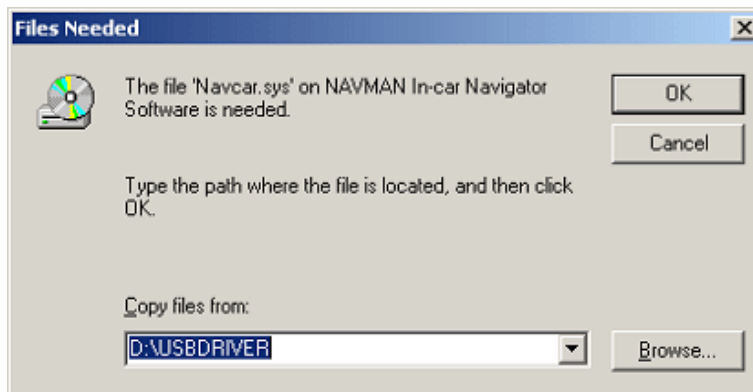 Files Needed
The file 'Navcar.sys' on NAVMAN In-car Navigator
Software is needed.
OK
Cancel
Type the path where the file is located, and then click
OK.
Copy files from:
D:\USBDRIVER
Browse...